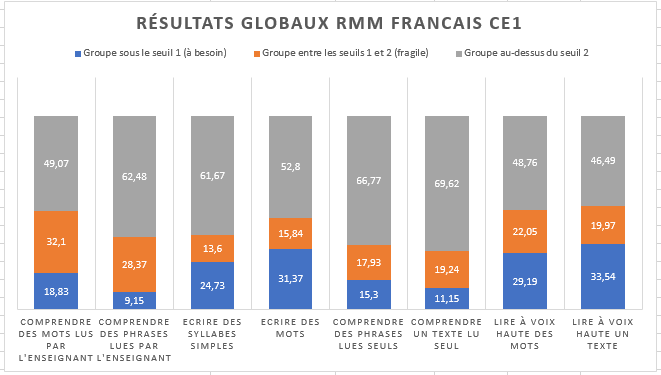 RÉSULTATS GLOBAUX RMM FRANCAIS CE1
Groupe sous le seuil 1 (à besoin) Groupe entre les seuils 1 et 2 (fragile) Groupe au-dessus du seuil 2
49,07
62,48
61,67
52,8
66,77
69,62
48,76
46,49
32,1
28,37
13,6
15,84
17,93
19,24
22,05
19,97
18,83
9,15
24,73
31,37
15,3
11,15
29,19
33,54
COMPRENDRE
DES MOTS LUS
PAR
L'ENSEIGNANT
COMPRENDRE
DES PHRASES
LUES PAR
L'ENSEIGNANT
ECRIRE DES
SYLLABES
SIMPLES
ECRIRE DES
MOTS
COMPRENDRE
DES PHRASES
LUES SEULS
COMPRENDRE
UN TEXTE LU
SEUL
LIRE À VOIX
HAUTE DES
MOTS
LIRE À VOIX
HAUTE UN
TEXTE